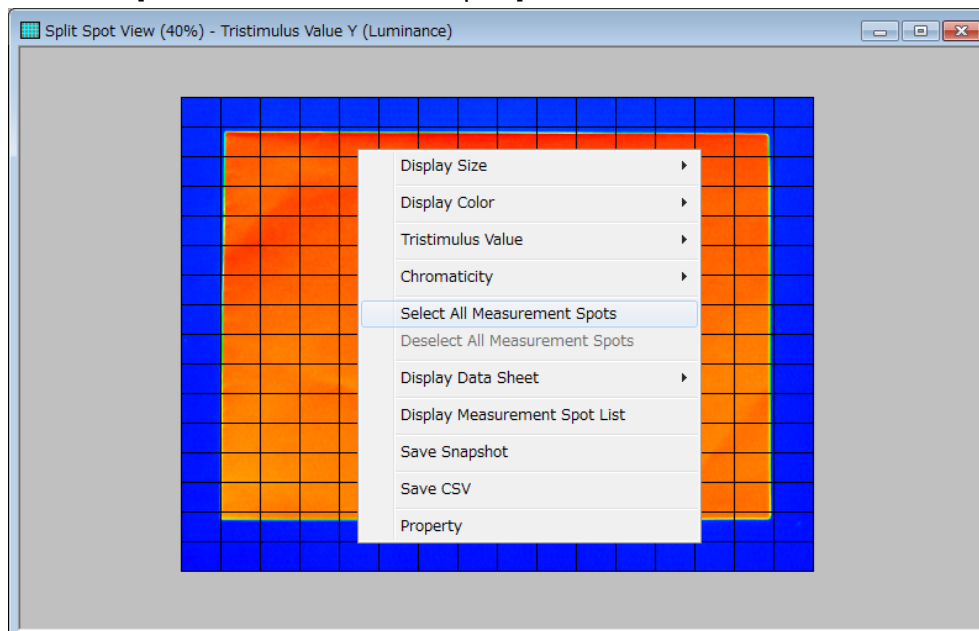 Split Spot View (40%) - Tristimulus Value Y (Luminance)
Display Size
Display Color
Tristimulus Value
Chromaticity
Select All Measurement Spots
Deselect All Measurement Spots
Display Data Sheet
Display Measurement Spot List
Save Snapshot
Save CSV
Property